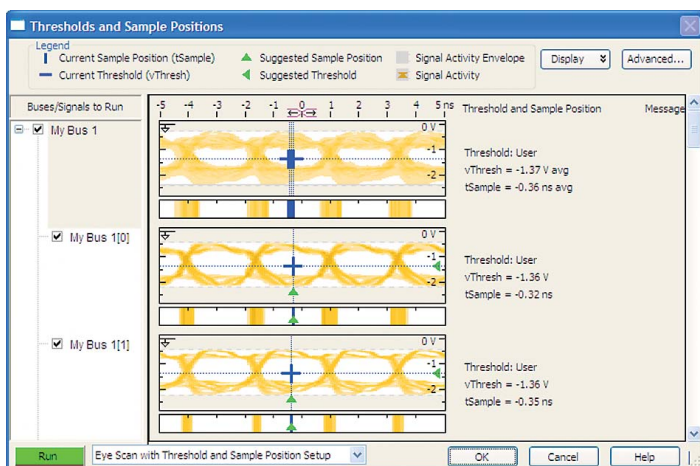 Thresholds and Sample Positions
Legend
Current Sample Position (tSample)
Suggested Sample Position
Signal Activity Envelope
Current Threshold (vThresh)
Suggested Threshold
Signal Activity
Display
Advanced...
Buses/Signals to Run
-5 -4 -3 -2 -1 0 1 2 3 4 5 ns
Threshold and Sample Position
Message
My Bus 1
0 V
-1
-2
Threshold: User
vThresh = -1.37 V avg
tSample = -0.36 ns avg
My Bus 1[0]
0 V
-1
-2
Threshold: User
vThresh = -1.36 V
tSample = -0.32 ns
My Bus 1[1]
0 V
-1
-2
Threshold: User
vThresh = -1.36 V
tSample = -0.35 ns
Run
Eye Scan with Threshold and Sample Position Setup
OK
Cancel
Help